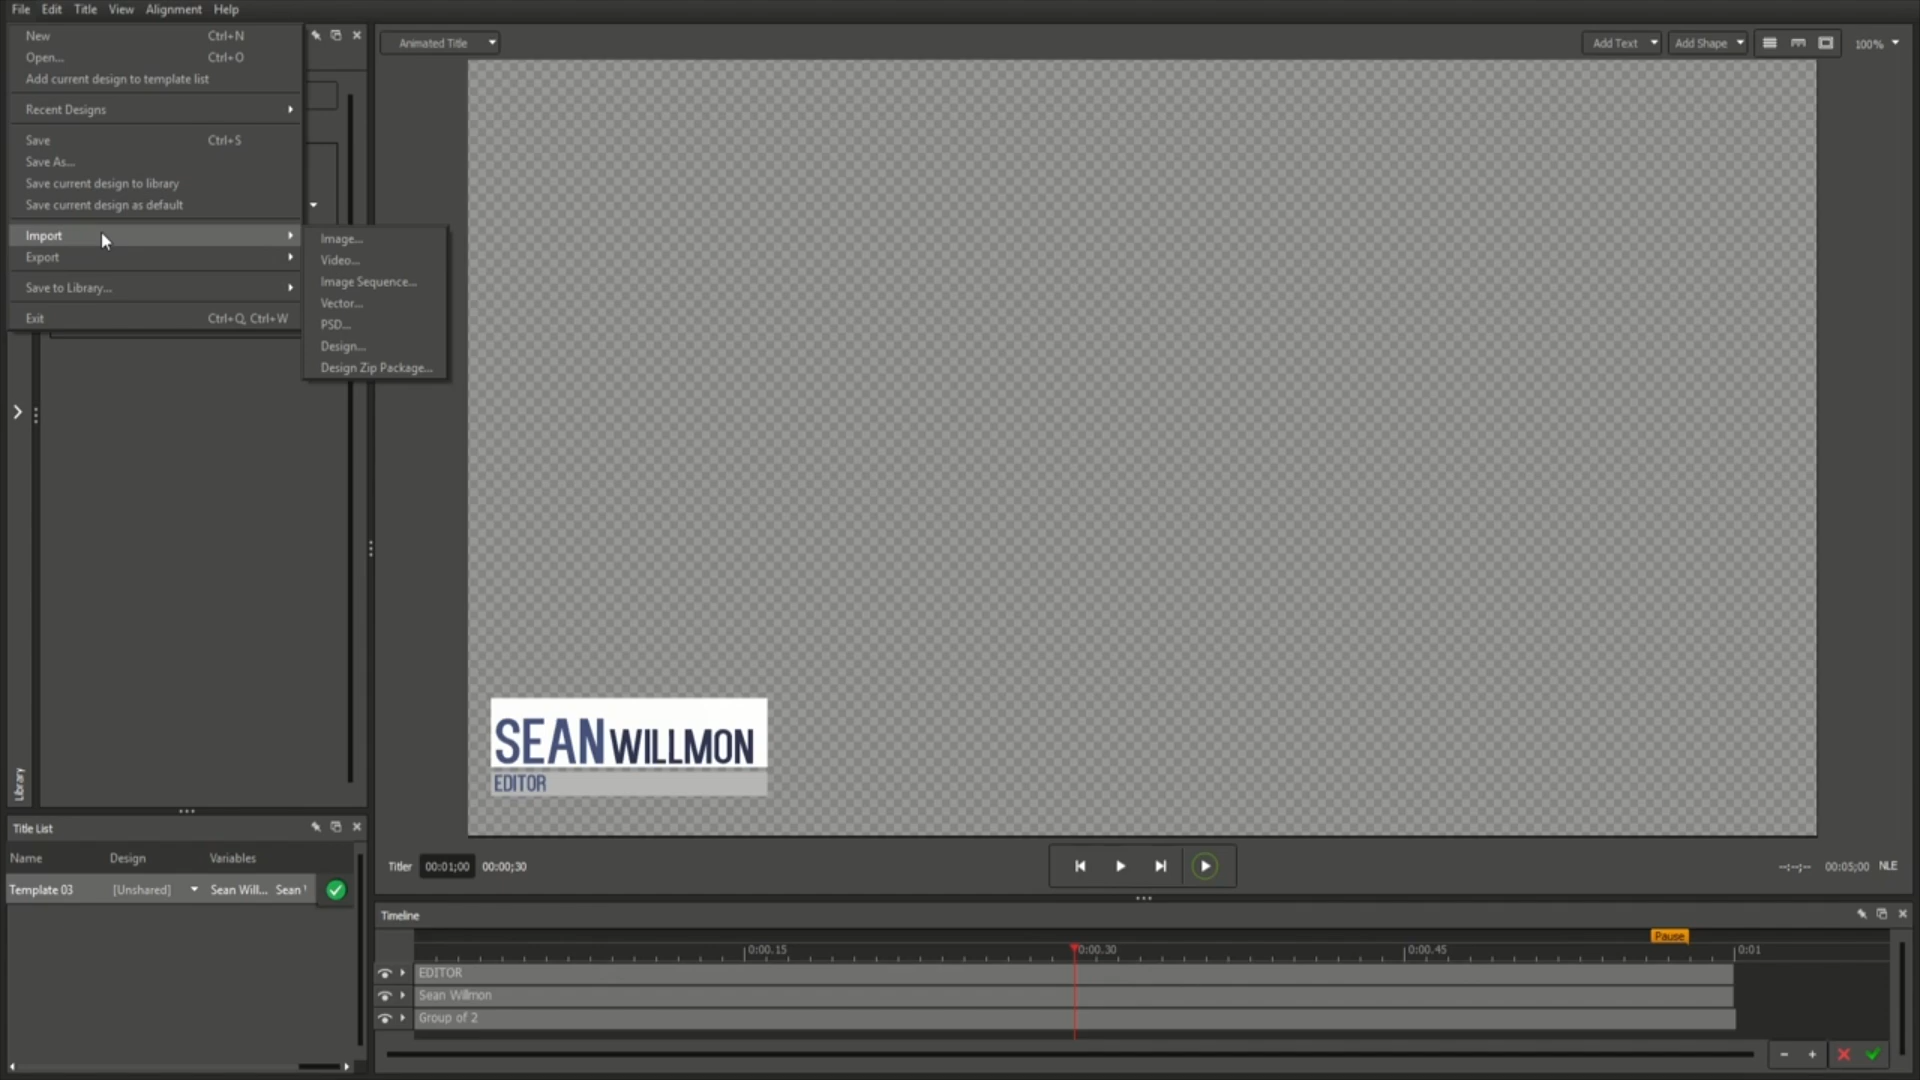 File Edit Title View Alignment Help
New Ctrl+N
Open... Ctrl+O
Add current design to template list
Recent Designs
Save Ctrl+S
Save As...
Save current design to library
Save current design as default
Import
Export
Save to Library...
Exit Ctrl+Q, Ctrl+W
Image...
Video...
Image Sequence...
Vector...
PSD...
Design...
Design Zip Package...
Animated Title
Add Text Add Shape 100%
SEAN WILLMON
EDITOR
Library
Title List
Name Design Variables
Template 03 [Unshared] Sean Will... Sean
Titler 00:01;00 00:00;30
--:--;-- 00:05;00 NLE
Timeline
Pause
0:00.15 0:00.30 0:00.45 0:01
EDITOR
Sean Willmon
Group of 2